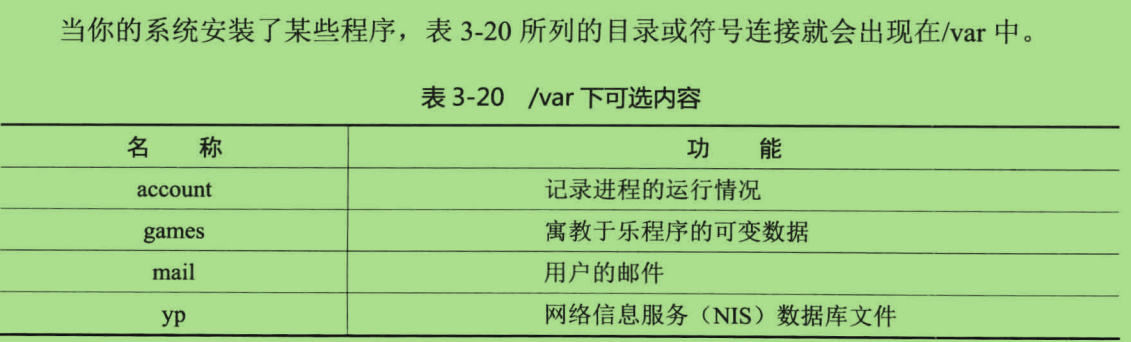 当你的系统安装了某些程序，表 3-20 所列的目录或符号连接就会出现在/var 中。
表 3-20 /var 下可选内容
名 称 功 能
account 记录进程的运行情况
games 寓教于乐程序的可变数据
mail 用户的邮件
yp 网络信息服务（NIS）数据库文件